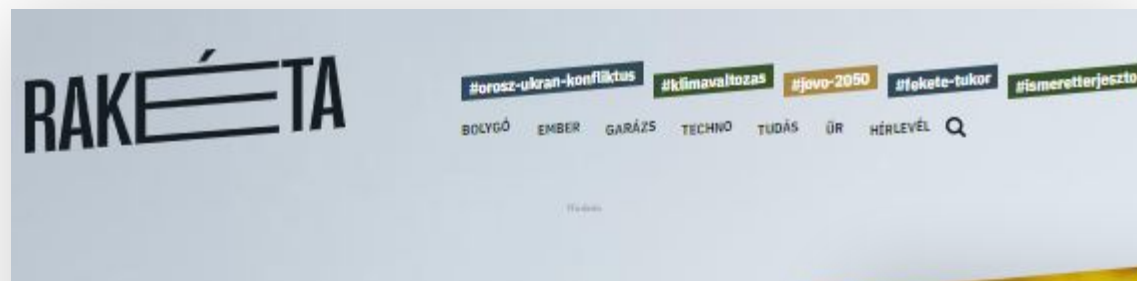 RAKÉTA
#orosz-ukran-konfliktus #klimavaltozas #jovo-2050 #fekete-tukor #ismeretterjeszto
BOLYGÓ EMBER GARÁZS TECHNO TUDÁS ŰR HÍRLEVÉL